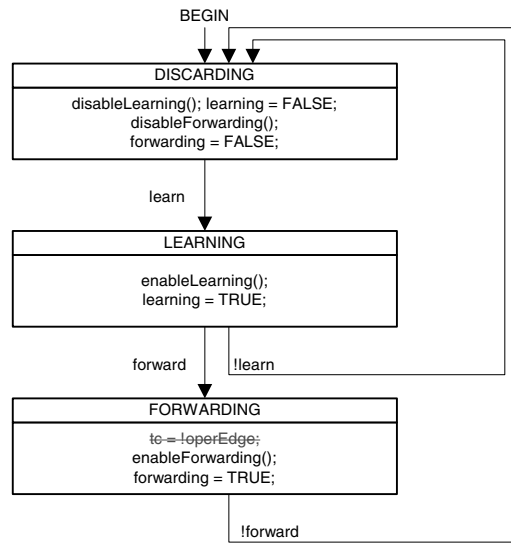 BEGIN
DISCARDING
disableLearning(); learning = FALSE;
disableForwarding();
forwarding = FALSE;
learn
LEARNING
enableLearning();
learning = TRUE;
forward
!learn
FORWARDING
tc = !operEdge;
enableForwarding();
forwarding = TRUE;
!forward